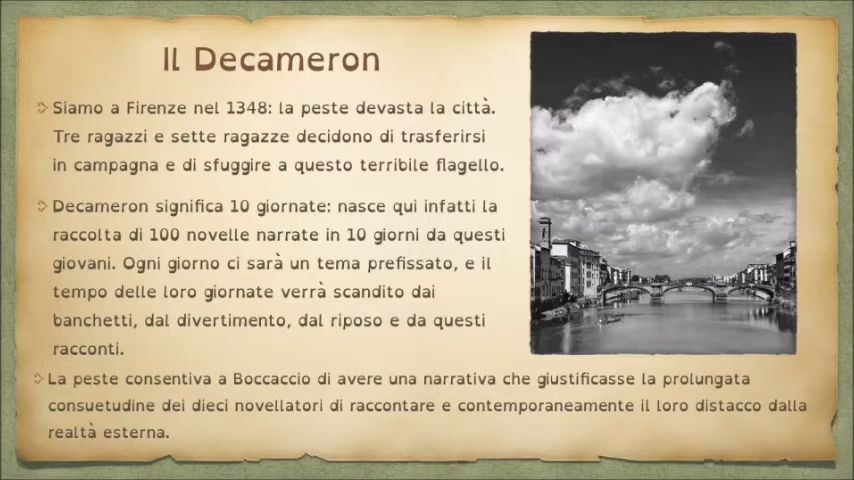 Il Decameron
Siamo a Firenze nel 1348: la peste devasta la città.
Tre ragazzi e sette ragazze decidono di trasferirsi
in campagna e di sfuggire a questo terribile flagello.
Decameron significa 10 giornate: nasce qui infatti la
raccolta di 100 novelle narrate in 10 giorni da questi
giovani. Ogni giorno ci sarà un tema prefissato, e il
tempo delle loro giornate verrà scandito dai
banchetti, dal divertimento, dal riposo e da questi
racconti.
La peste consentiva a Boccaccio di avere una narrativa che giustificasse la prolungata
consuetudine dei dieci novellatori di raccontare e contemporaneamente il loro distacco dalla
realtà esterna.